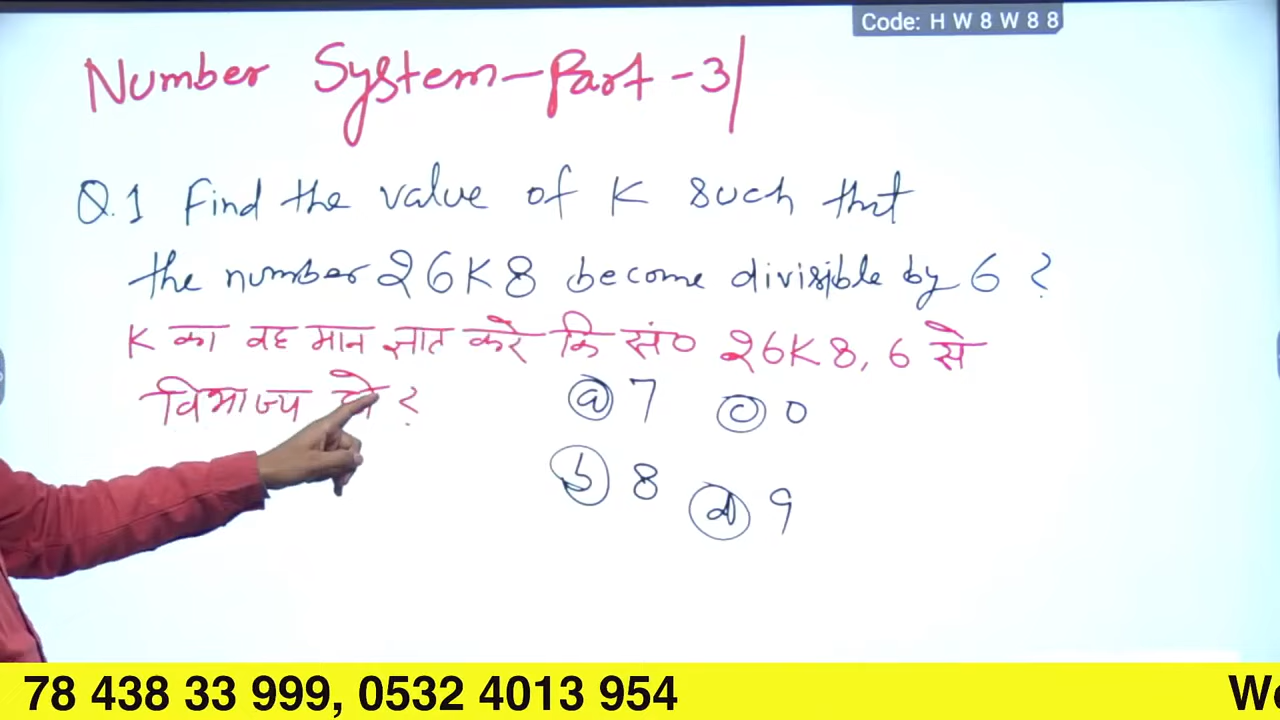 Code: H W 8 W 8 8
Number System-Part-3
Q.1 Find the value of K such that
the number 26K8 become divisible by 6 ?
K का वह मान ज्ञात करे कि सं० 26K8, 6 से
विभाज्य हो ?
(a) 7 (c) 0
(b) 8 (d) 9
78 438 33 999, 0532 4013 954